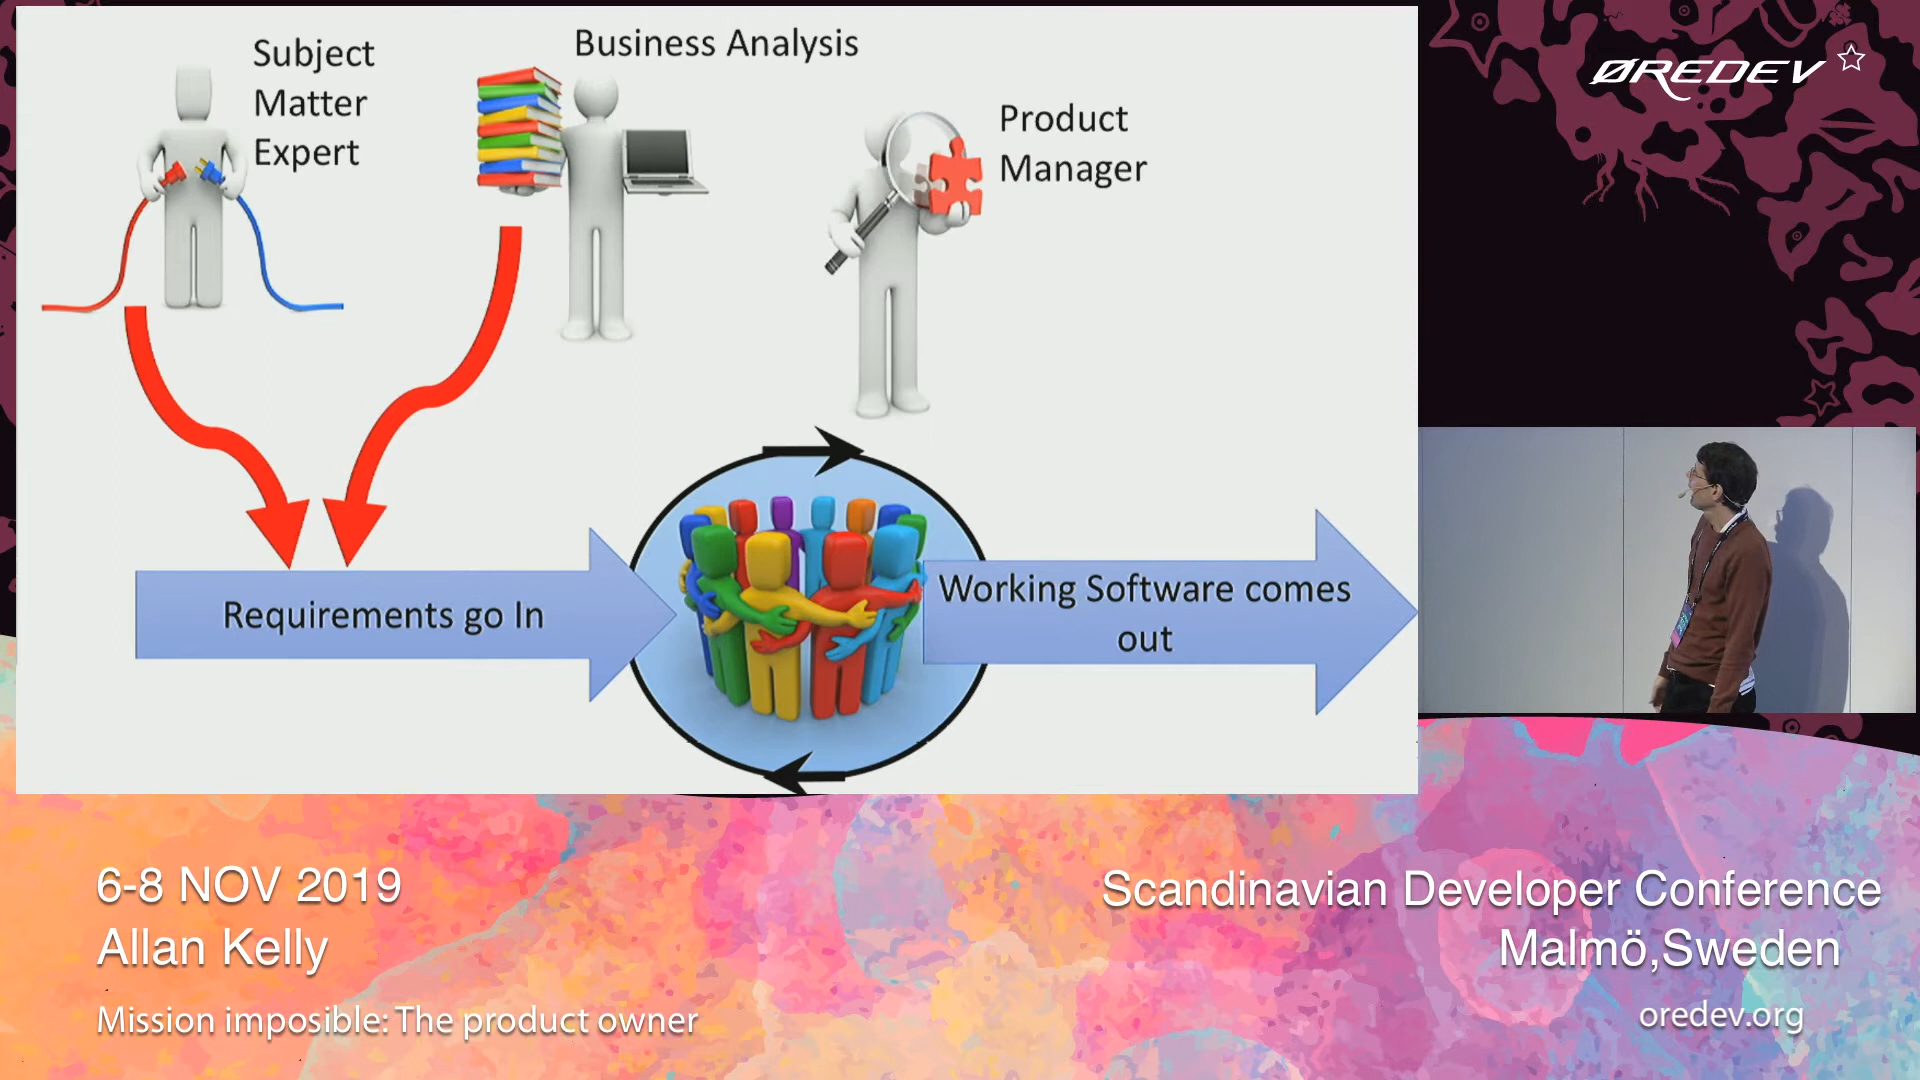 Subject
Matter
Expert
Business Analysis
Product
Manager
Requirements go In
Working Software comes
out
ØREDEV
6-8 NOV 2019
Allan Kelly
Mission imposible: The product owner
Scandinavian Developer Conference
Malmö,Sweden
oredev.org